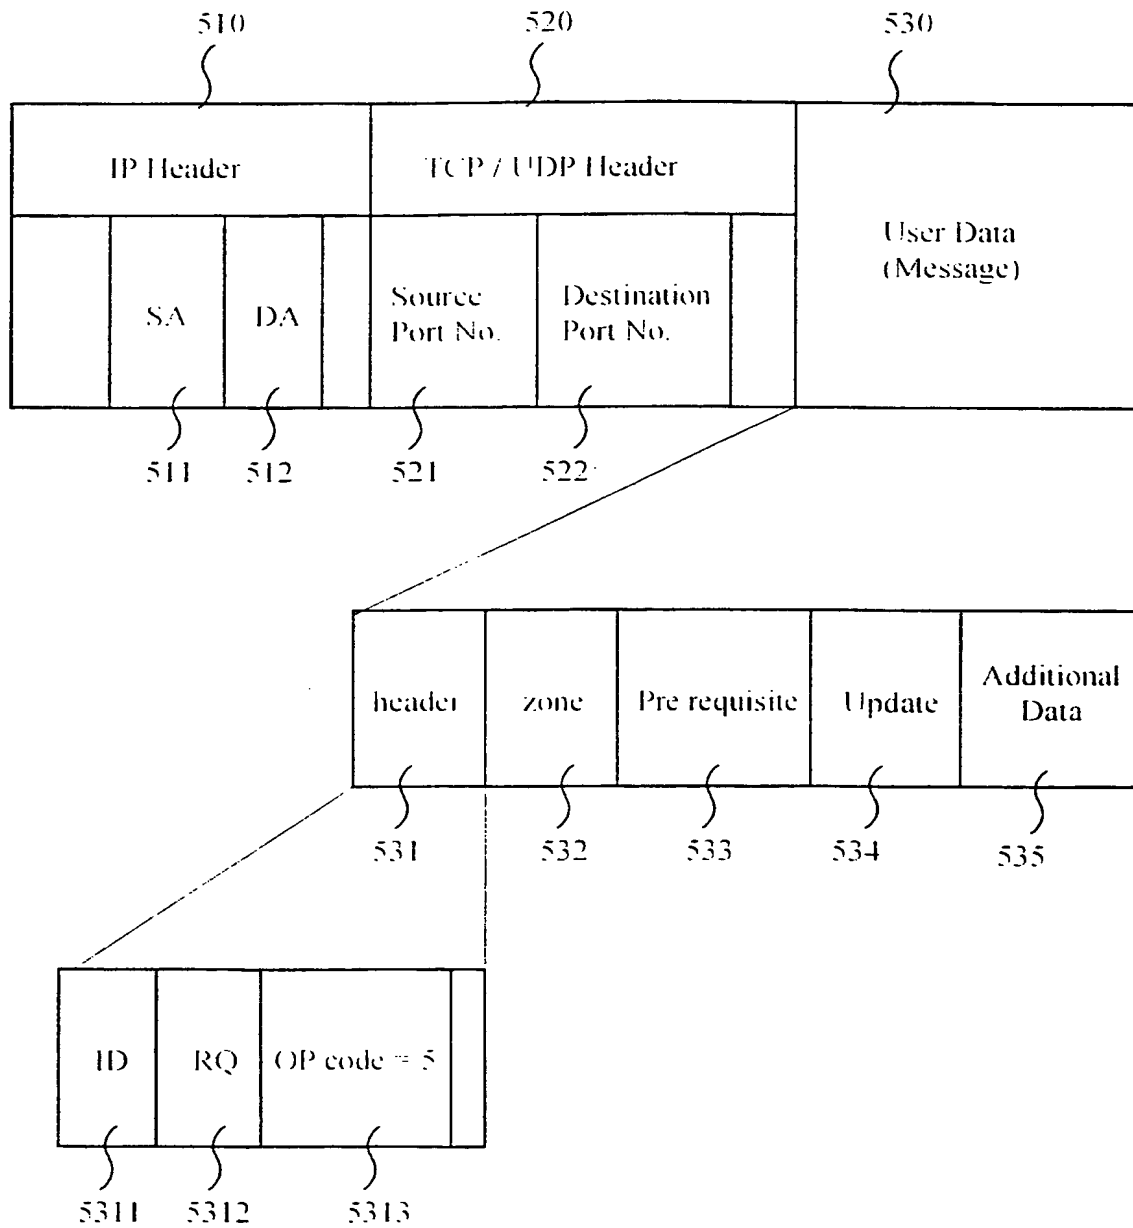 510
520
530
IP Header
TCP / UDP Header
User Data
(Message)
SA
DA
Source
Port No.
Destination
Port No.
511
512
521
522
header
zone
Pre requisite
Update
Additional
Data
531
532
533
534
535
ID
RQ
OP code = 5
5311
5312
5313